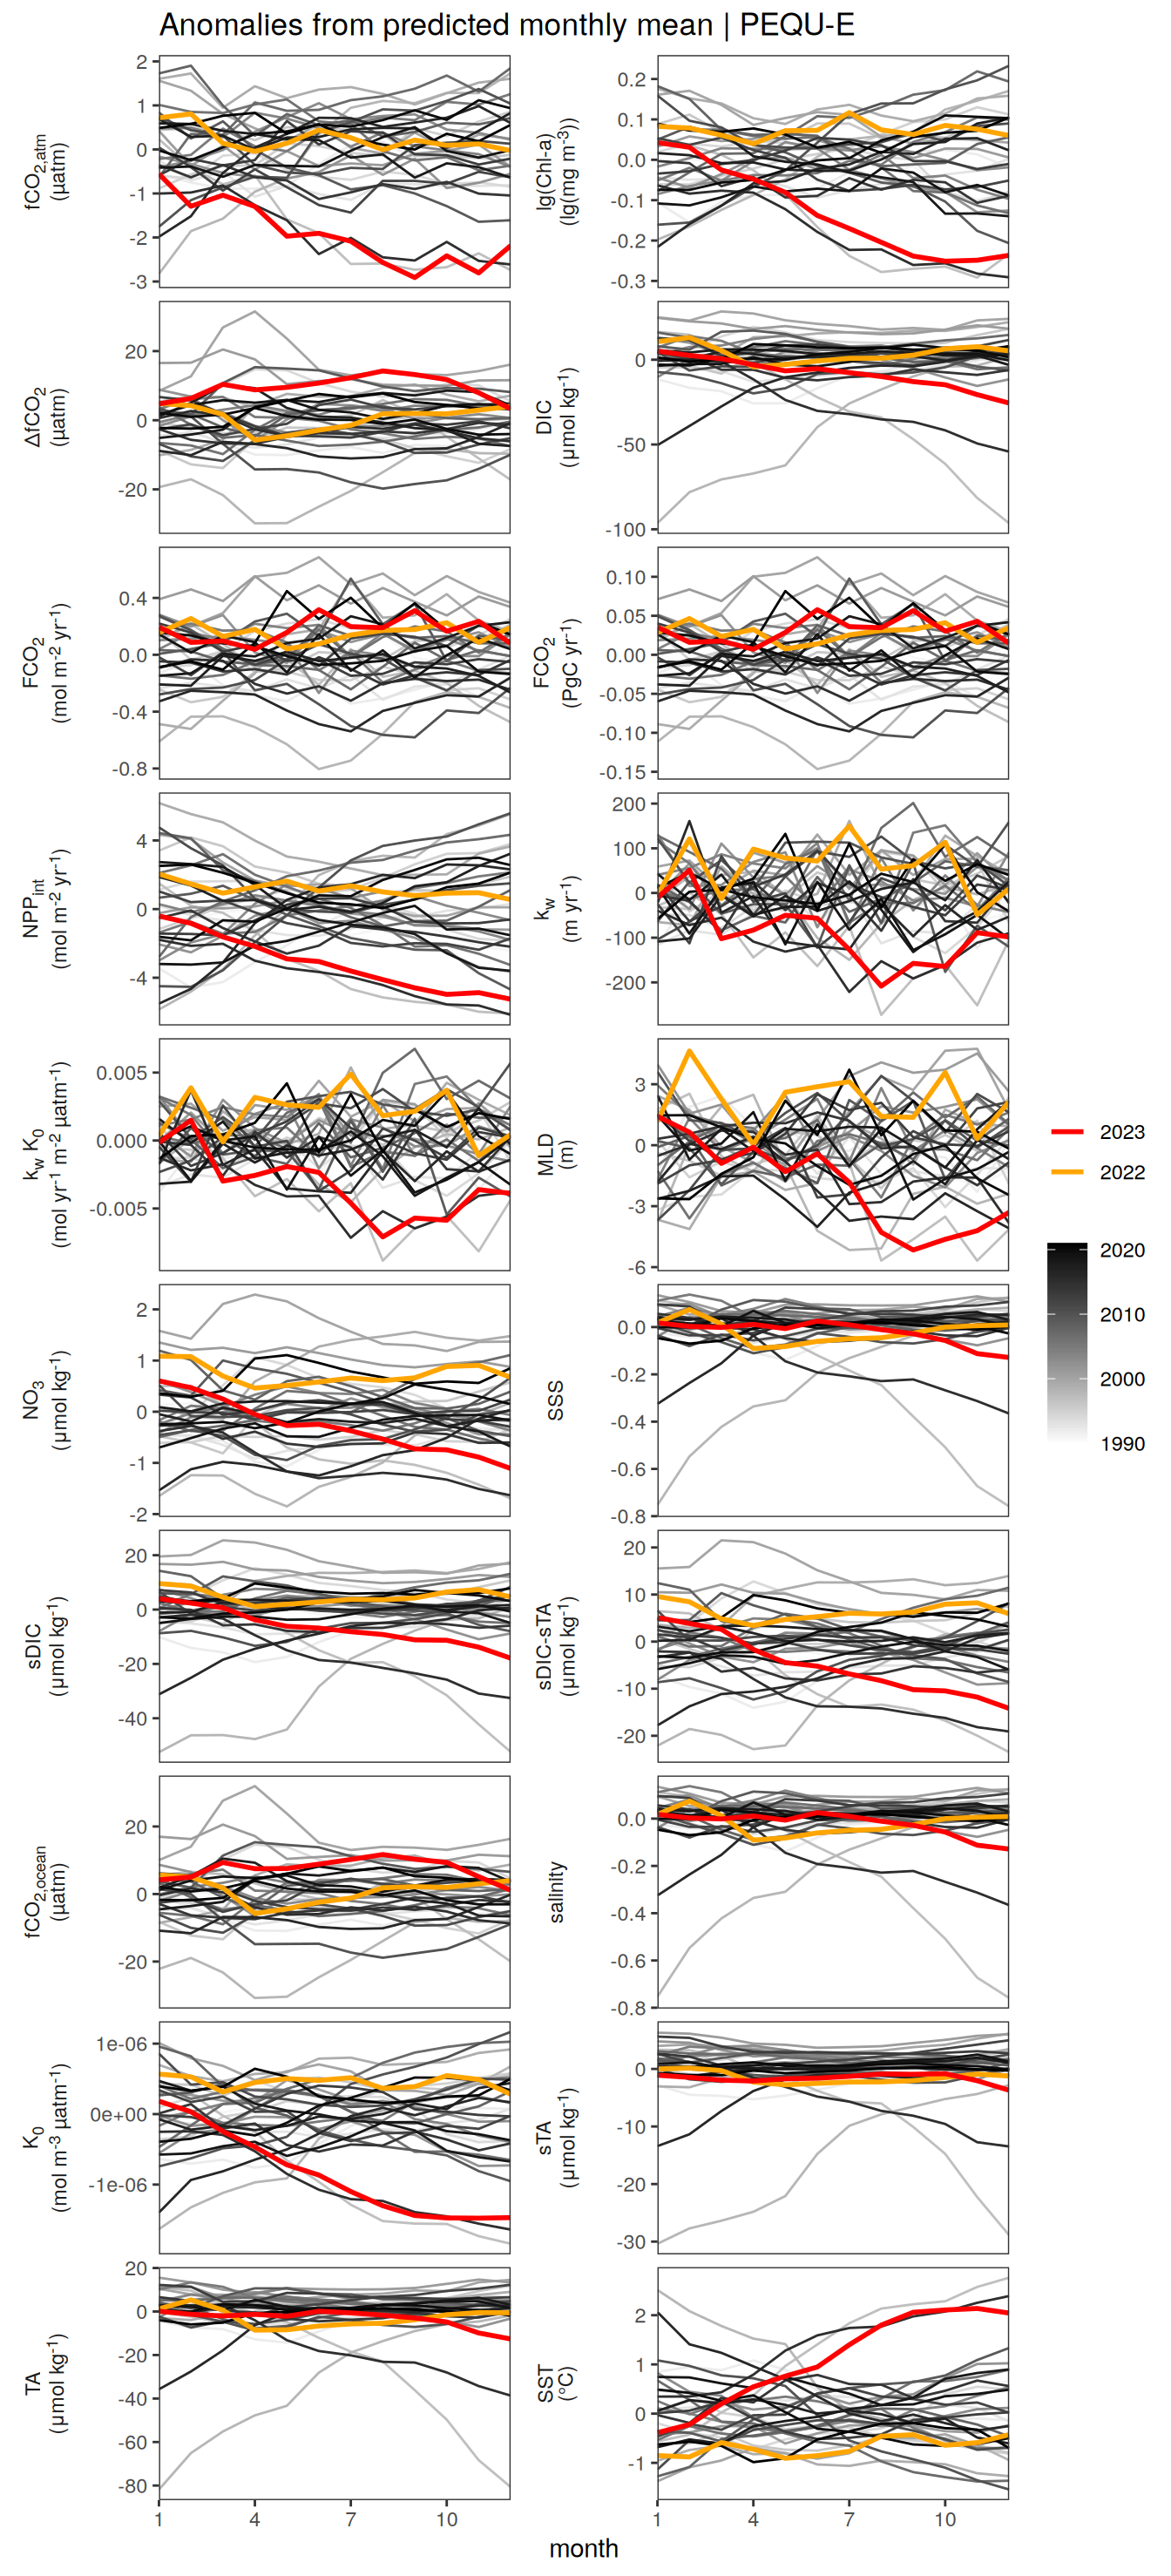 Anomalies from predicted monthly mean | PEQU-E
fCO2,atm
(µatm)
2
1
0
-1
-2
-3
lg(Chl-a)
(lg(mg m-3))
0.2
0.1
0.0
-0.1
-0.2
-0.3
ΔfCO2
(µatm)
20
0
-20
DIC
(µmol kg-1)
0
-50
-100
FCO2
(mol m-2 yr-1)
0.4
0.0
-0.4
-0.8
FCO2
(PgC yr-1)
0.10
0.05
0.00
-0.05
-0.10
-0.15
NPPint
(mol m-2 yr-1)
4
0
-4
kw
(m yr-1)
200
100
0
-100
-200
kw K0
(mol yr-1 m-2 µatm-1)
0.005
0.000
-0.005
MLD
(m)
3
0
-3
-6
NO3
(µmol kg-1)
2
1
0
-1
-2
SSS
0.0
-0.2
-0.4
-0.6
-0.8
sDIC
(µmol kg-1)
20
0
-20
-40
sDIC-sTA
(µmol kg-1)
20
10
0
-10
-20
fCO2,ocean
(µatm)
20
0
-20
salinity
0.0
-0.2
-0.4
-0.6
-0.8
K0
(mol m-3 µatm-1)
1e-06
0e+00
-1e-06
sTA
(µmol kg-1)
0
-10
-20
-30
TA
(µmol kg-1)
20
0
-20
-40
-60
-80
SST
(°C)
2
1
0
-1
1 4 7 10
1 4 7 10
month
2023
2022
2020
2010
2000
1990